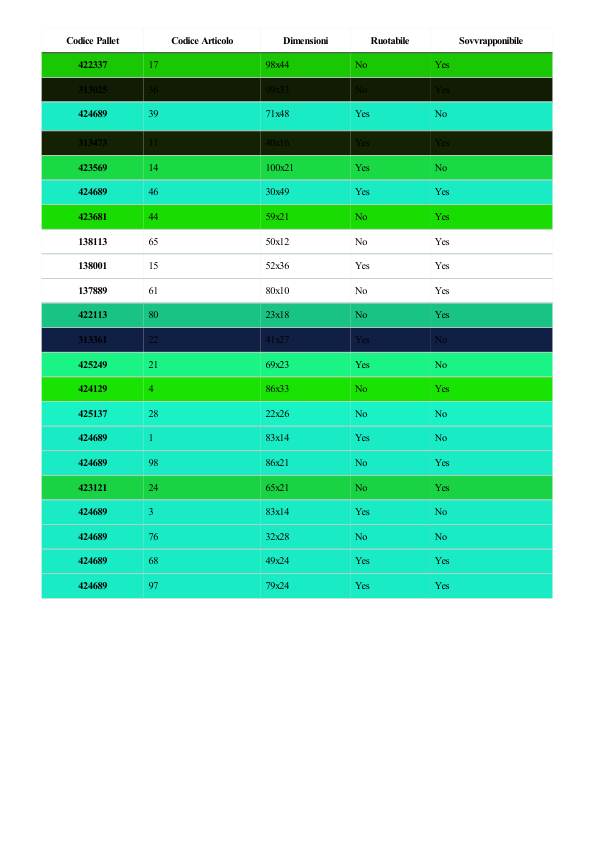 Codice Pallet Codice Articolo Dimensioni Ruotabile Sovvrapponibile
422337 17 98x44 No Yes
313025 36 99x33 No Yes
424689 39 71x48 Yes No
313473 11 40x16 Yes Yes
423569 14 100x21 Yes No
424689 46 30x49 Yes Yes
423681 44 59x21 No Yes
138113 65 50x12 No Yes
138001 15 52x36 Yes Yes
137889 61 80x10 No Yes
422113 80 23x18 No Yes
313361 22 41x27 Yes No
425249 21 69x23 Yes No
424129 4 86x33 No Yes
425137 28 22x26 No No
424689 1 83x14 Yes No
424689 98 86x21 No Yes
423121 24 65x21 No Yes
424689 3 83x14 Yes No
424689 76 32x28 No No
424689 68 49x24 Yes Yes
424689 97 79x24 Yes Yes